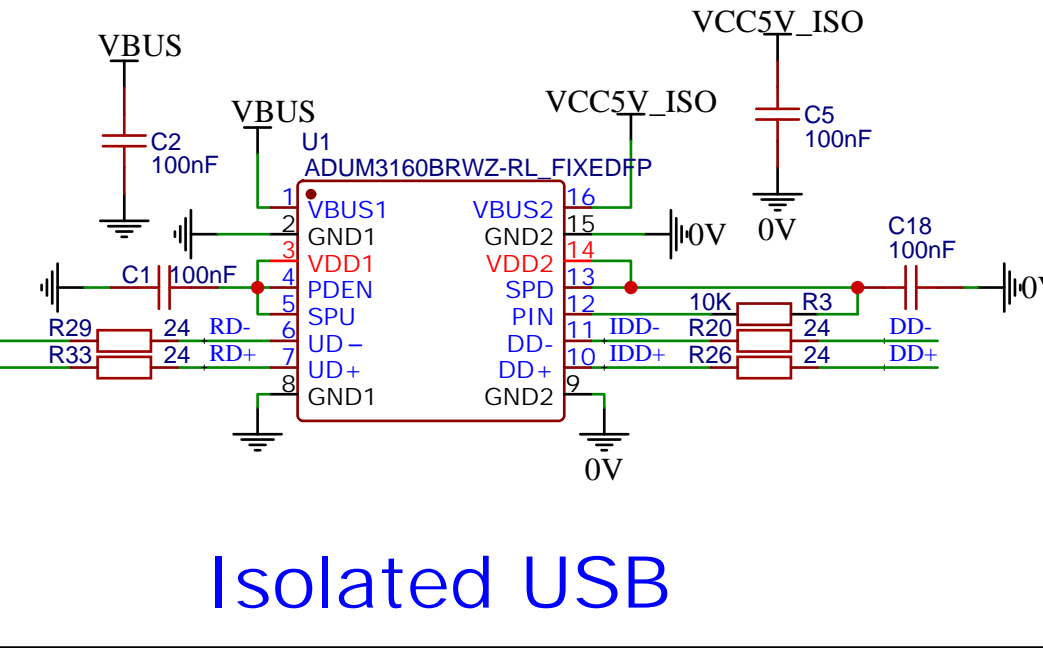 VCC5V_ISO
VBUS
C2
100nF
C5
100nF
0V
VBUS
VCC5V_ISO
U1
ADUM3160BRWZ-RL_FIXEDFP
1 VBUS1 VBUS2 16
2 GND1 GND2 15 0V
3 VDD1 VDD2 14
4 PDEN SPD 13
5 SPU PIN 12
6 UD- DD- 11
7 UD+ DD+ 10
8 GND1 GND2 9
C1 100nF
C18
100nF
0V
10K R3
R29 24 RD-
R33 24 RD+
IDD- R20 24 DD-
IDD+ R26 24 DD+
0V
Isolated USB